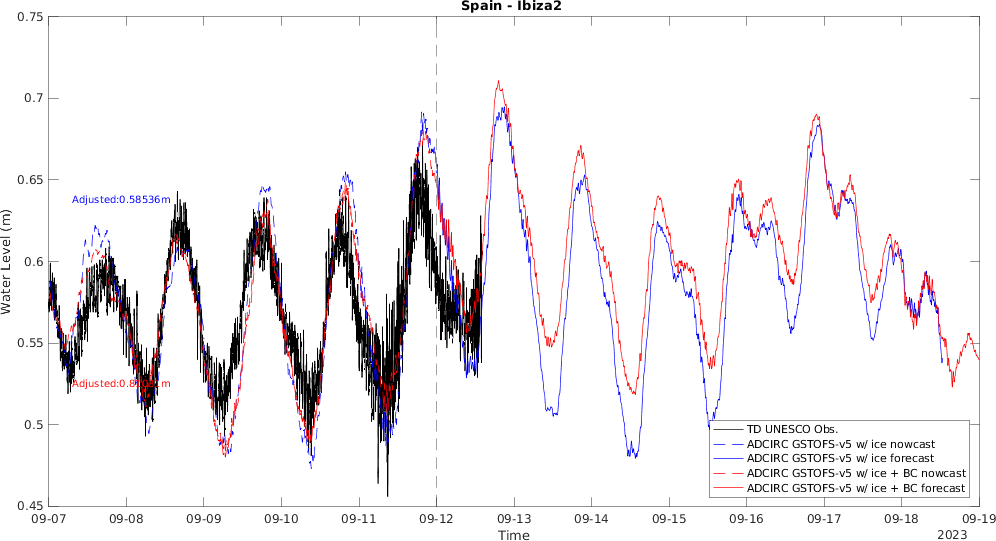 Spain - Ibiza2
Water Level (m)
0.75
0.7
0.65
0.6
0.55
0.5
0.45
Adjusted:0.58536m
TD UNESCO Obs.
ADCIRC GSTOFS-v5 w/ ice nowcast
ADCIRC GSTOFS-v5 w/ ice forecast
ADCIRC GSTOFS-v5 w/ ice + BC nowcast
ADCIRC GSTOFS-v5 w/ ice + BC forecast
09-07 09-08 09-09 09-10 09-11 09-12 09-13 09-14 09-15 09-16 09-17 09-18 09-19
Time
2023